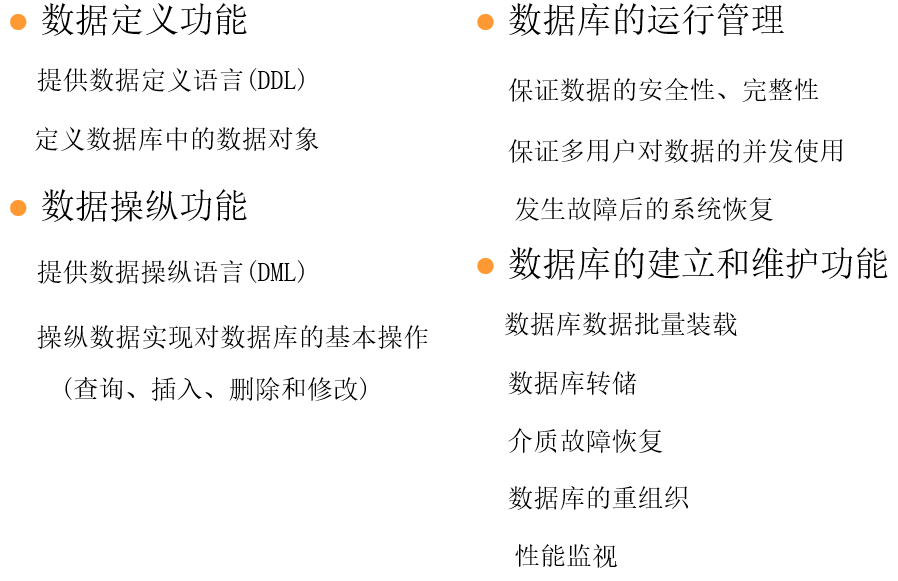 数据定义功能
提供数据定义语言(DDL)
定义数据库中的数据对象
数据操纵功能
提供数据操纵语言(DML)
操纵数据实现对数据库的基本操作
(查询、插入、删除和修改)
数据库的运行管理
保证数据的安全性、完整性
保证多用户对数据的并发使用
发生故障后的系统恢复
数据库的建立和维护功能
数据库数据批量装载
数据库转储
介质故障恢复
数据库的重组织
性能监视